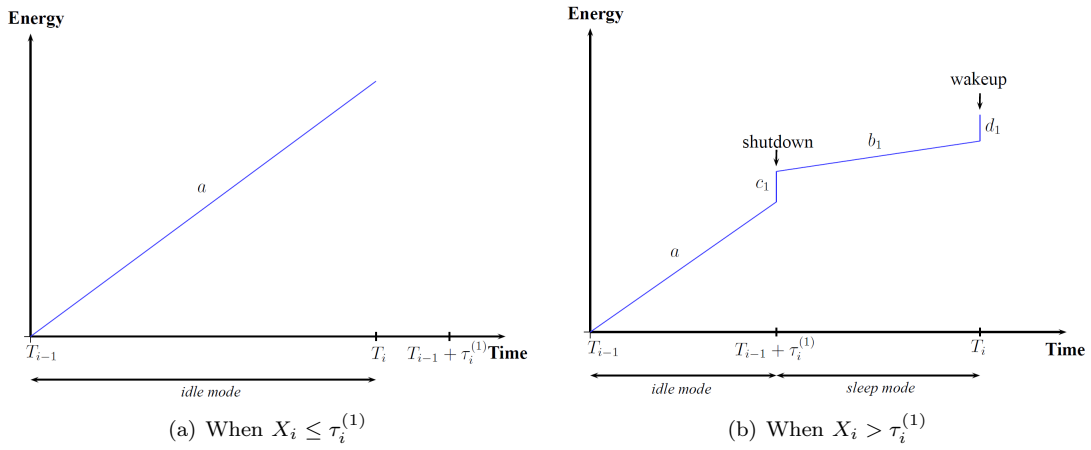 Energy
a
T_{i-1}
T_i
T_{i-1} + τ_i^{(1)}
Time
idle mode
(a) When X_i ≤ τ_i^{(1)}
Energy
wakeup
d_1
shutdown
b_1
c_1
a
T_{i-1}
T_{i-1} + τ_i^{(1)}
T_i
Time
idle mode
sleep mode
(b) When X_i > τ_i^{(1)}